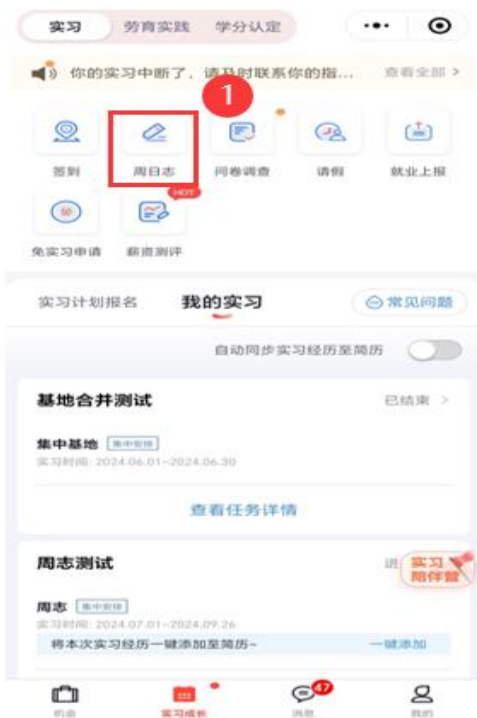 实习 劳育实践 学分认定
你的实习中断了，请及时联系你的指... 查看全部 >
1
签到 周日志 问卷调查 请假 就业上报
HOT
免实习申请 薪资测评
实习计划报名 我的实习 常见问题
自动同步实习经历至简历
基地合并测试 已结束 >
集中基地 集中安排
实习时间: 2024.06.01~2024.06.30
查看任务详情
周志测试 进
实习
陪伴营
周志 集中安排
实习时间: 2024.07.01~2024.09.26
将本次实习经历一键添加至简历~ 一键添加
47
机会 实习成长 消息 我的